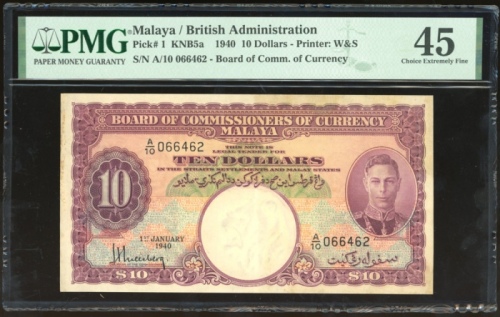 PMG
PAPER MONEY GUARANTY
Malaya / British Administration
Pick# 1 KNB5a 1940 10 Dollars - Printer: W&S
S/N A/10 066462 - Board of Comm. of Currency
45
Choice Extremely Fine
BOARD OF COMMISSIONERS OF CURRENCY
MALAYA
A/10 066462
THIS NOTE IS
LEGAL TENDER FOR
TEN DOLLARS
IN THE STRAITS SETTLEMENTS AND MALAY STATES
10
1ST JANUARY
1940
A/10 066462
$10
$10